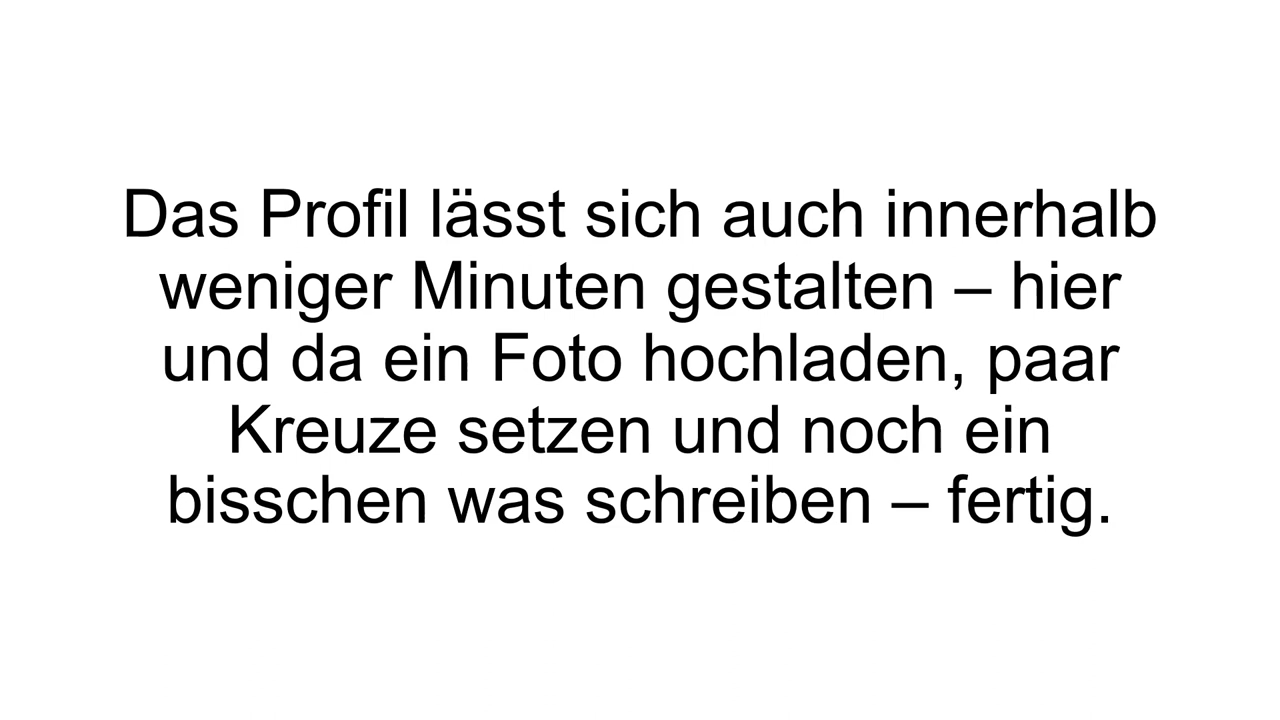 Das Profil lässt sich auch innerhalb
weniger Minuten gestalten – hier
und da ein Foto hochladen, paar
Kreuze setzen und noch ein
bisschen was schreiben – fertig.